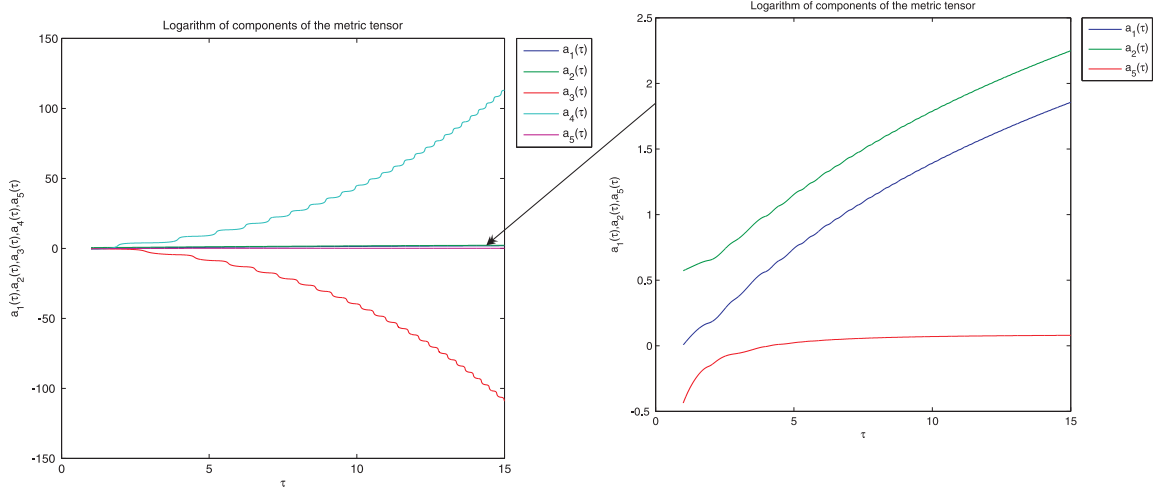 Logarithm of components of the metric tensor
150
100
50
0
-50
-100
-150
0
5
10
15
τ
a₁(τ),a₂(τ),a₃(τ),a₄(τ),a₅(τ)
a₁(τ)
a₂(τ)
a₃(τ)
a₄(τ)
a₅(τ)
Logarithm of components of the metric tensor
2.5
2
1.5
1
0.5
0
-0.5
0
5
10
15
τ
a₁(τ),a₂(τ),a₅(τ)
a₁(τ)
a₂(τ)
a₅(τ)